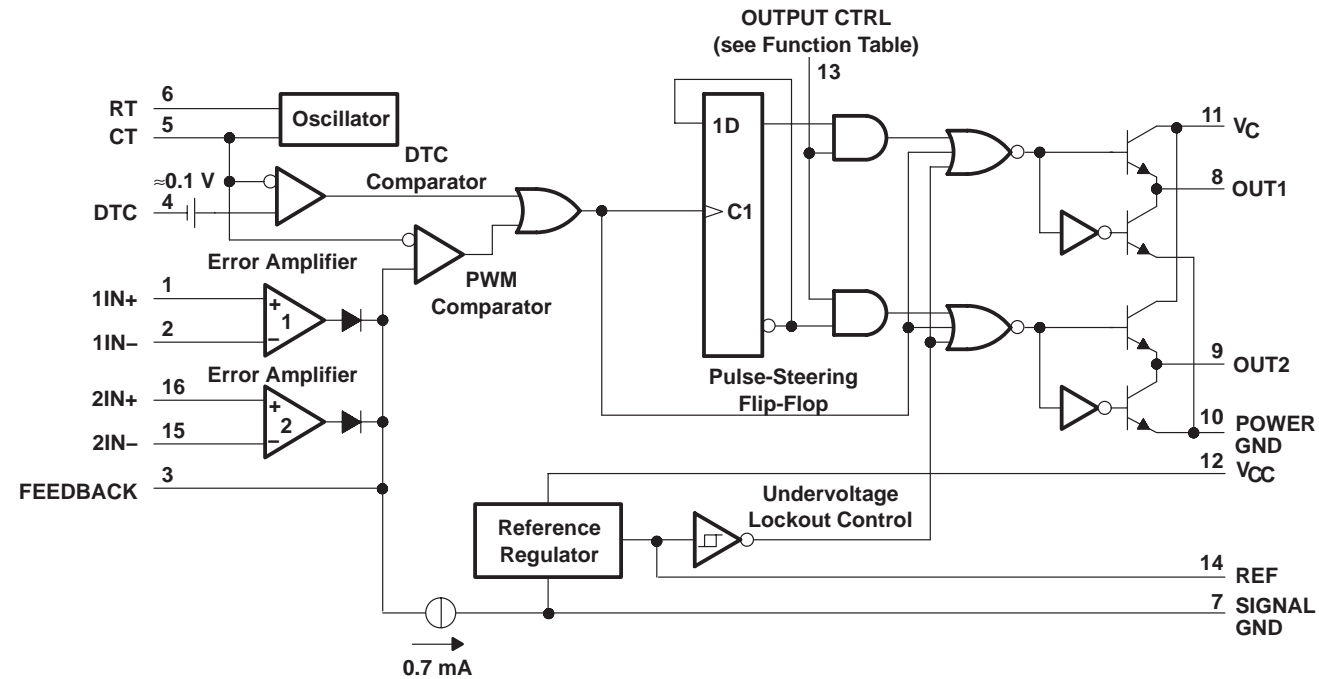 OUTPUT CTRL
(see Function Table)
13
RT
6
CT
5
Oscillator
DTC
Comparator
≈0.1 V
DTC
4
1D
C1
Pulse-Steering
Flip-Flop
Error Amplifier
PWM
Comparator
1IN+
1
+
1
−
1IN−
2
Error Amplifier
2IN+
16
+
2
−
2IN−
15
FEEDBACK
3
11
VC
8
OUT1
9
OUT2
10
POWER
GND
12
VCC
Undervoltage
Lockout Control
Reference
Regulator
14
REF
7
SIGNAL
GND
0.7 mA